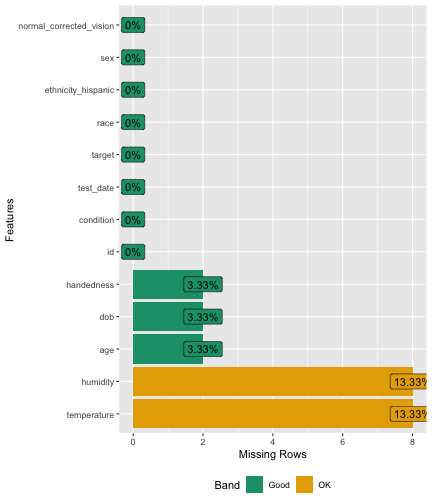 Features
normal_corrected_vision 0%
sex 0%
ethnicity_hispanic 0%
race 0%
target 0%
test_date 0%
condition 0%
id 0%
handedness 3.33%
dob 3.33%
age 3.33%
humidity 13.33%
temperature 13.33%
0 2 4 6 8
Missing Rows
Band Good OK